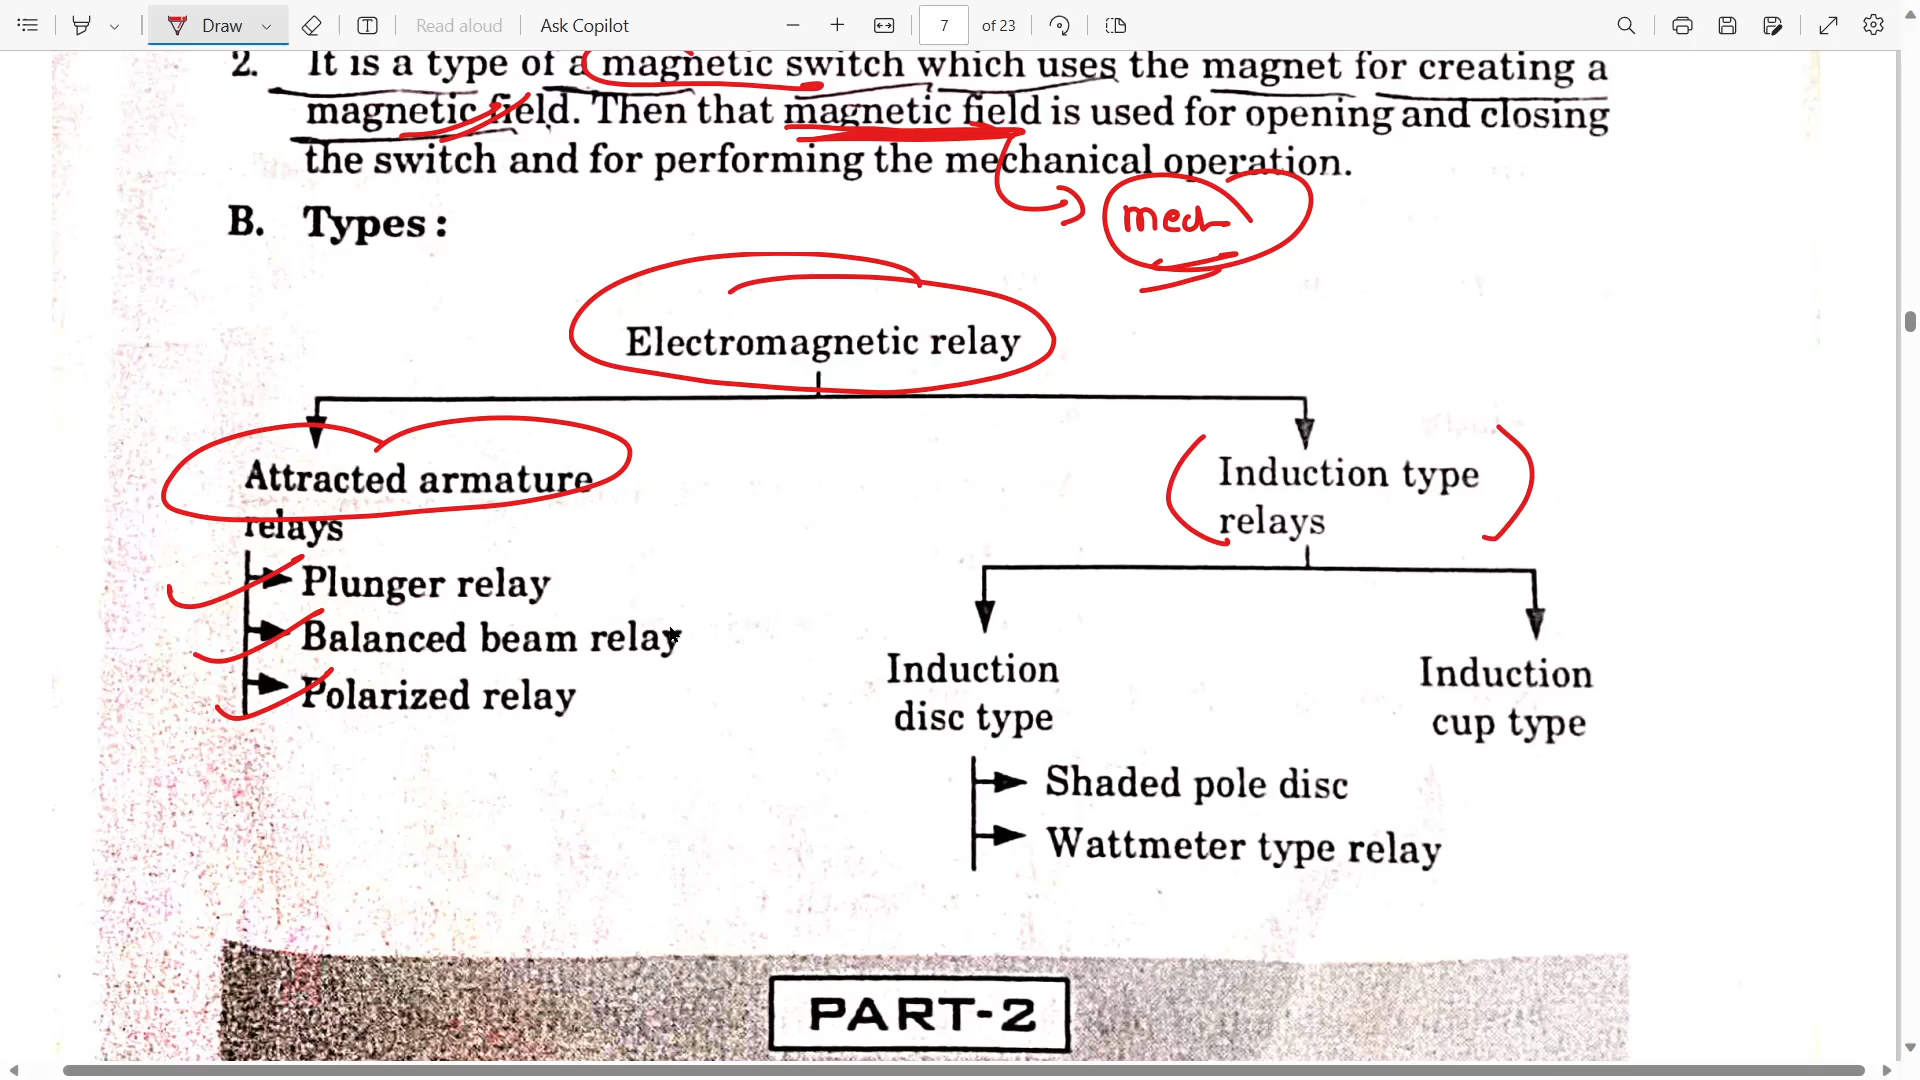 Draw
Read aloud
Ask Copilot
7
of 23
2. It is a type of a magnetic switch which uses the magnet for creating a
magnetic field. Then that magnetic field is used for opening and closing
the switch and for performing the mechanical operation.
mech
B. Types :
Electromagnetic relay
Attracted armature
relays
Induction type
relays
Plunger relay
Balanced beam relay
Polarized relay
Induction
disc type
Induction
cup type
Shaded pole disc
Wattmeter type relay
PART-2